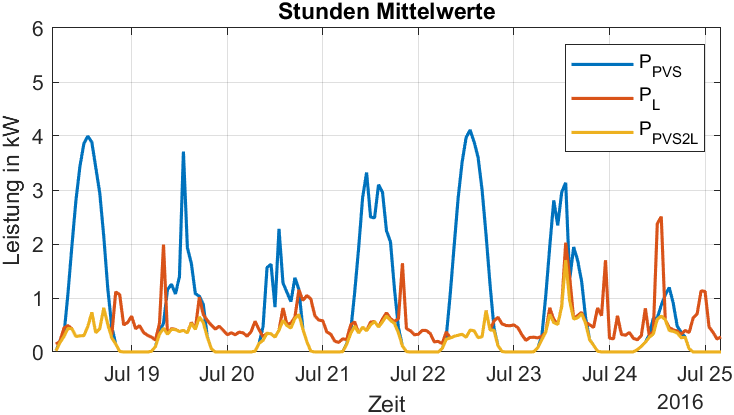 Stunden Mittelwerte
6
5
4
3
2
1
0
Leistung in kW
P_PVS
P_L
P_PVS2L
Jul 19 Jul 20 Jul 21 Jul 22 Jul 23 Jul 24 Jul 25
2016
Zeit